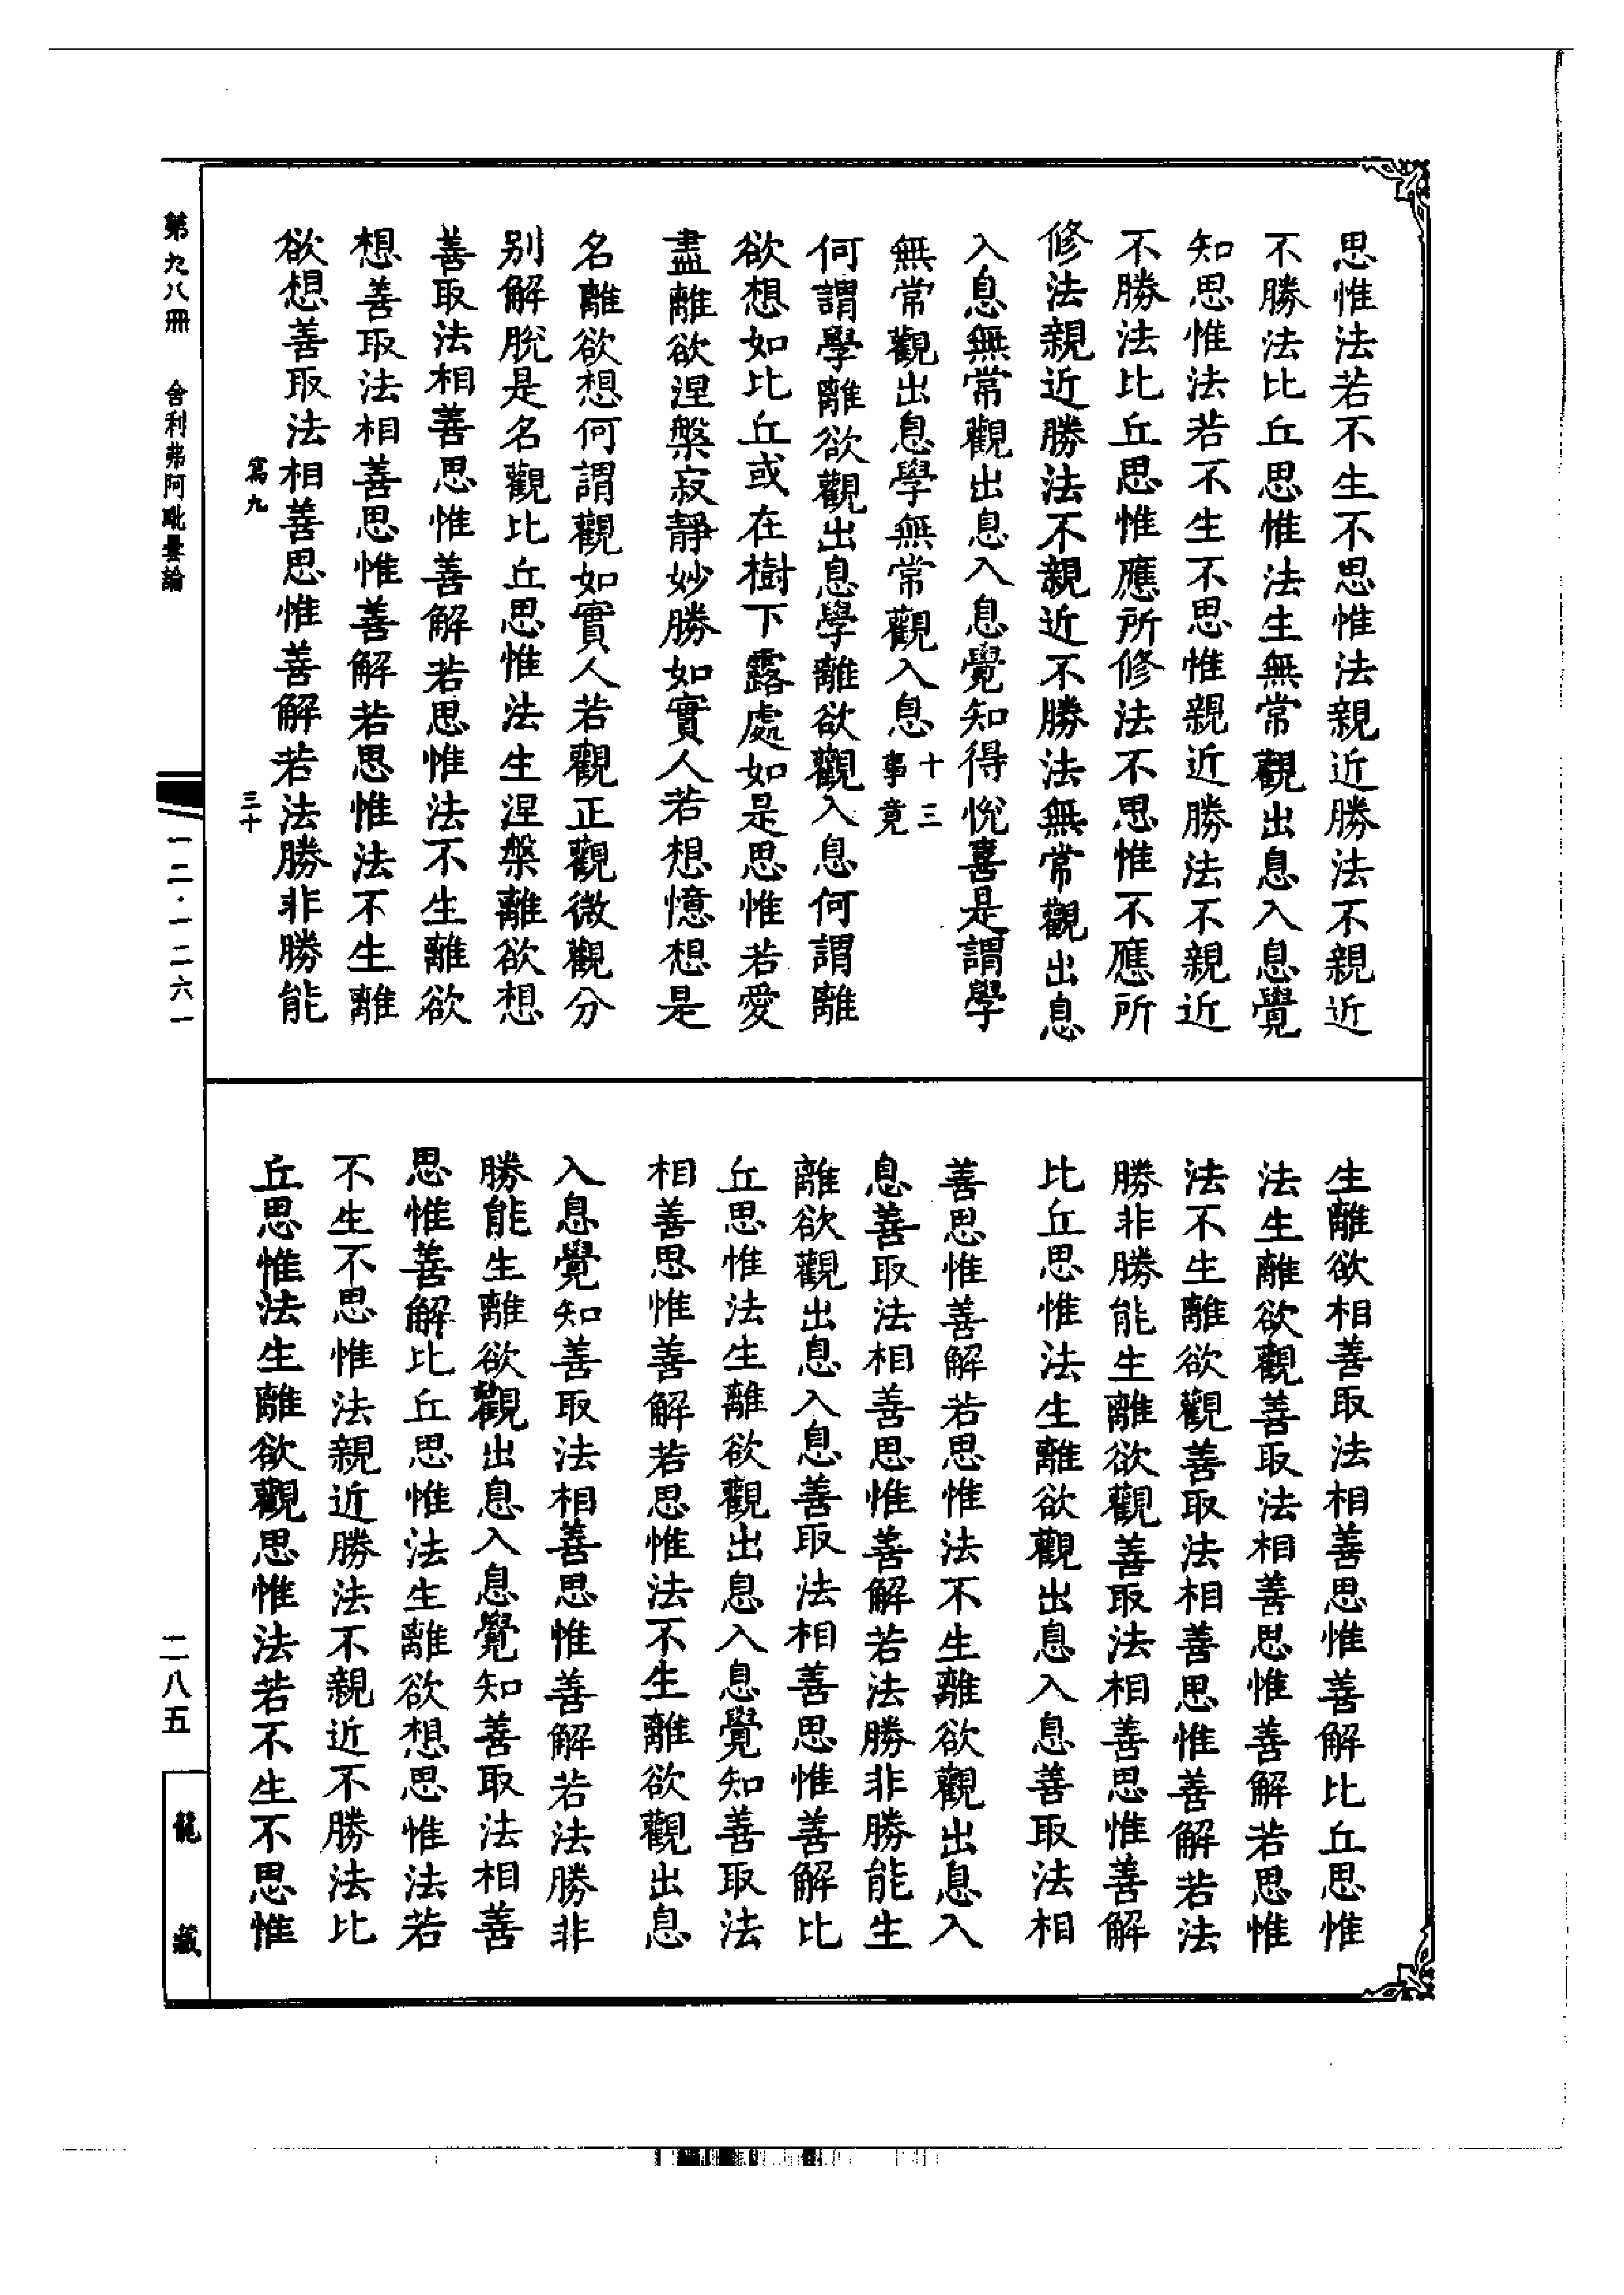 思惟法若不生不思惟法親近勝法不親近
不勝法比丘思惟法生無常觀出息入息覺
知思惟法若不生不思惟親近勝法不親近
不勝法比丘思惟應所修法不思惟不應所
修法親近勝法不親近不勝法無常觀出息
入息無常觀出息入息覺知得悅喜是謂學
無常觀出息學無常觀入息十三事竟
何謂學離欲觀出息學離欲觀入息何謂離
欲想如比丘或在樹下露處如是思惟若愛
盡離欲涅槃寂靜妙勝如實人若想憶想是
名離欲想何謂觀如實人若觀正觀微觀分
別解脫是名觀比丘思惟法生涅槃離欲想
善取法相善思惟善解若思惟法不生離欲
想善取法相善思惟善解若思惟法不生離
欲想善取法相善思惟善解若法勝非勝能
寫九 三十
生離欲相善取法相善思惟善解比丘思惟
法生離欲觀善取法相善思惟善解若思惟
法不生離欲觀善取法相善思惟善解若法
勝非勝能生離欲觀善取法相善思惟善解
比丘思惟法生離欲觀出息入息善取法相
善思惟善解若思惟法不生離欲觀出息入
息善取法相善思惟善解若法勝非勝能生
離欲觀出息入息善取法相善思惟善解比
丘思惟法生離欲觀出息入息覺知善取法
相善思惟善解若思惟法不生離欲觀出息
入息覺知善取法相善思惟善解若法勝非
勝能生離欲觀出息入息覺知善取法相善
思惟善解比丘思惟法生離欲想思惟法若
不生不思惟法親近勝法不親近不勝法比
丘思惟法生離欲觀思惟法若不生不思惟
第九八冊 舍利弗阿毗曇論
一二·一二六一
二八五
龍藏